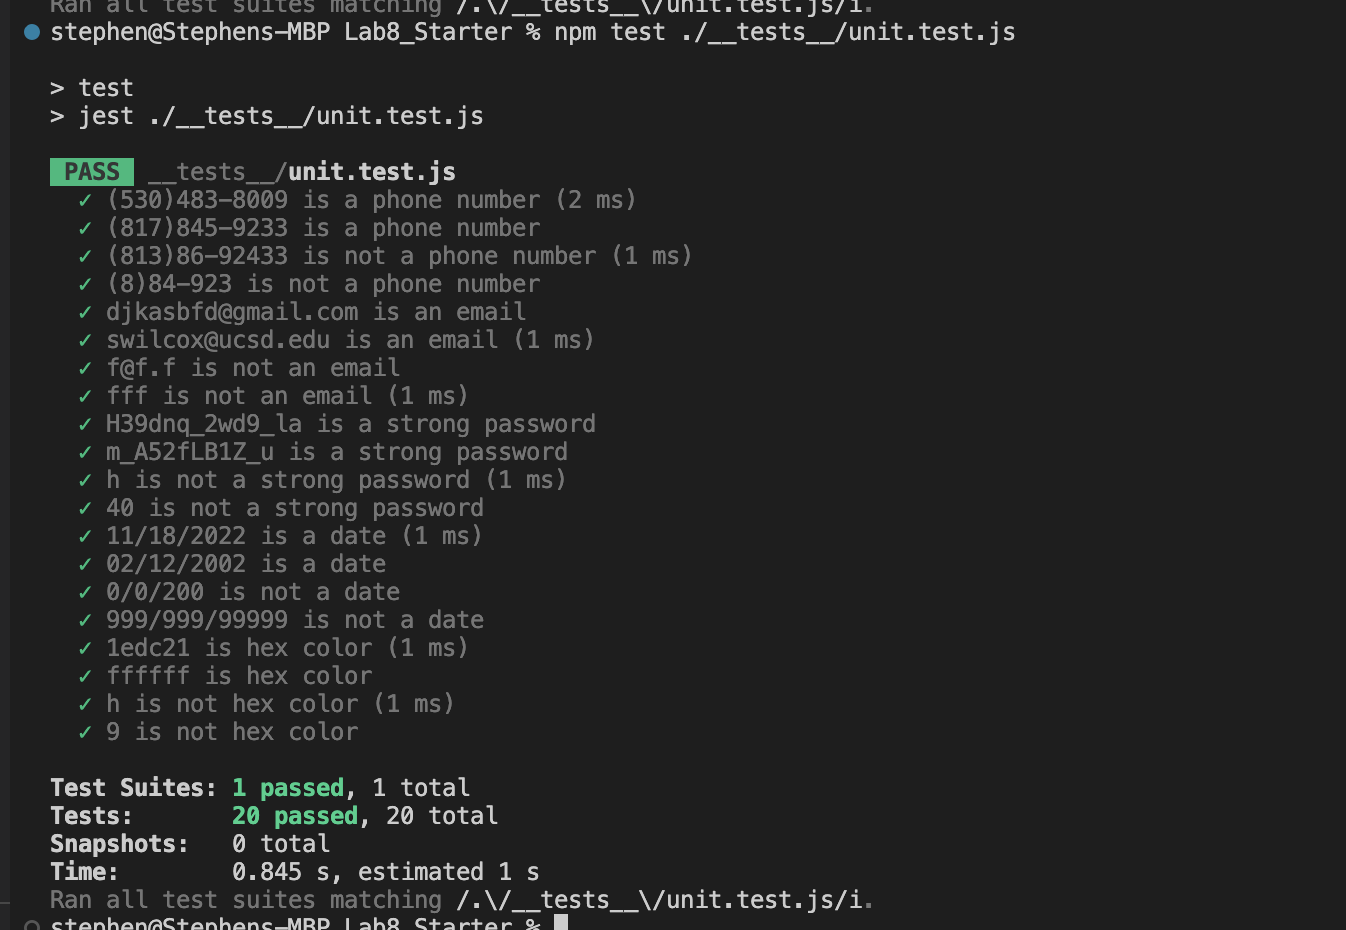 Ran all test suites matching /.\/__tests__\/unit.test.js/i.
stephen@Stephens-MBP Lab8_Starter % npm test ./__tests__/unit.test.js
> test
> jest ./__tests__/unit.test.js
PASS __tests__/unit.test.js
✓ (530)483-8009 is a phone number (2 ms)
✓ (817)845-9233 is a phone number
✓ (813)86-92433 is not a phone number (1 ms)
✓ (8)84-923 is not a phone number
✓ djkasbfd@gmail.com is an email
✓ swilcox@ucsd.edu is an email (1 ms)
✓ f@f.f is not an email
✓ fff is not an email (1 ms)
✓ H39dnq_2wd9_la is a strong password
✓ m_A52fLB1Z_u is a strong password
✓ h is not a strong password (1 ms)
✓ 40 is not a strong password
✓ 11/18/2022 is a date (1 ms)
✓ 02/12/2002 is a date
✓ 0/0/200 is not a date
✓ 999/999/99999 is not a date
✓ 1edc21 is hex color (1 ms)
✓ ffffff is hex color
✓ h is not hex color (1 ms)
✓ 9 is not hex color
Test Suites: 1 passed, 1 total
Tests: 20 passed, 20 total
Snapshots: 0 total
Time: 0.845 s, estimated 1 s
Ran all test suites matching /.\/__tests__\/unit.test.js/i.
stephen@Stephens-MBP Lab8_Starter %